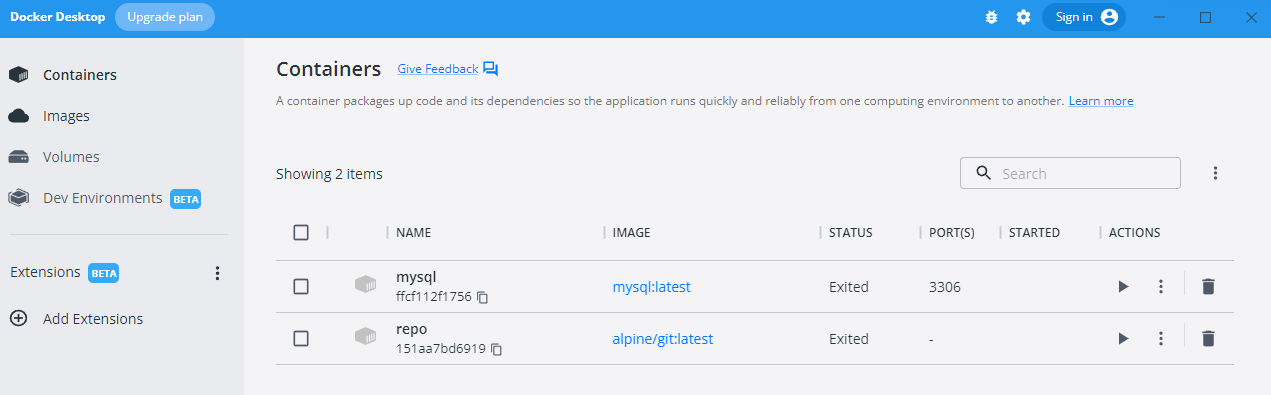 Docker Desktop Upgrade plan Sign in
Containers
Images
Volumes
Dev Environments BETA
Extensions BETA
Add Extensions
Containers Give Feedback
A container packages up code and its dependencies so the application runs quickly and reliably from one computing environment to another. Learn more
Showing 2 items Search
NAME IMAGE STATUS PORT(S) STARTED ACTIONS
mysql
ffcf112f1756 mysql:latest Exited 3306
repo
151aa7bd6919 alpine/git:latest Exited -